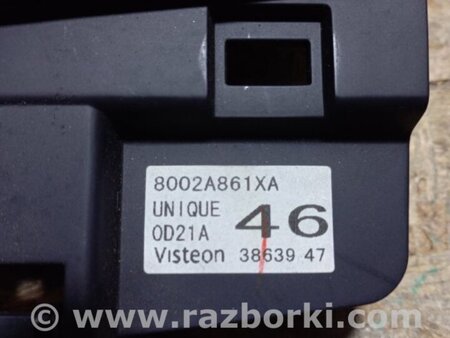 8002A861XA
UNIQUE
0D21A
46
Visteon 38639 47
© www.razborki.com